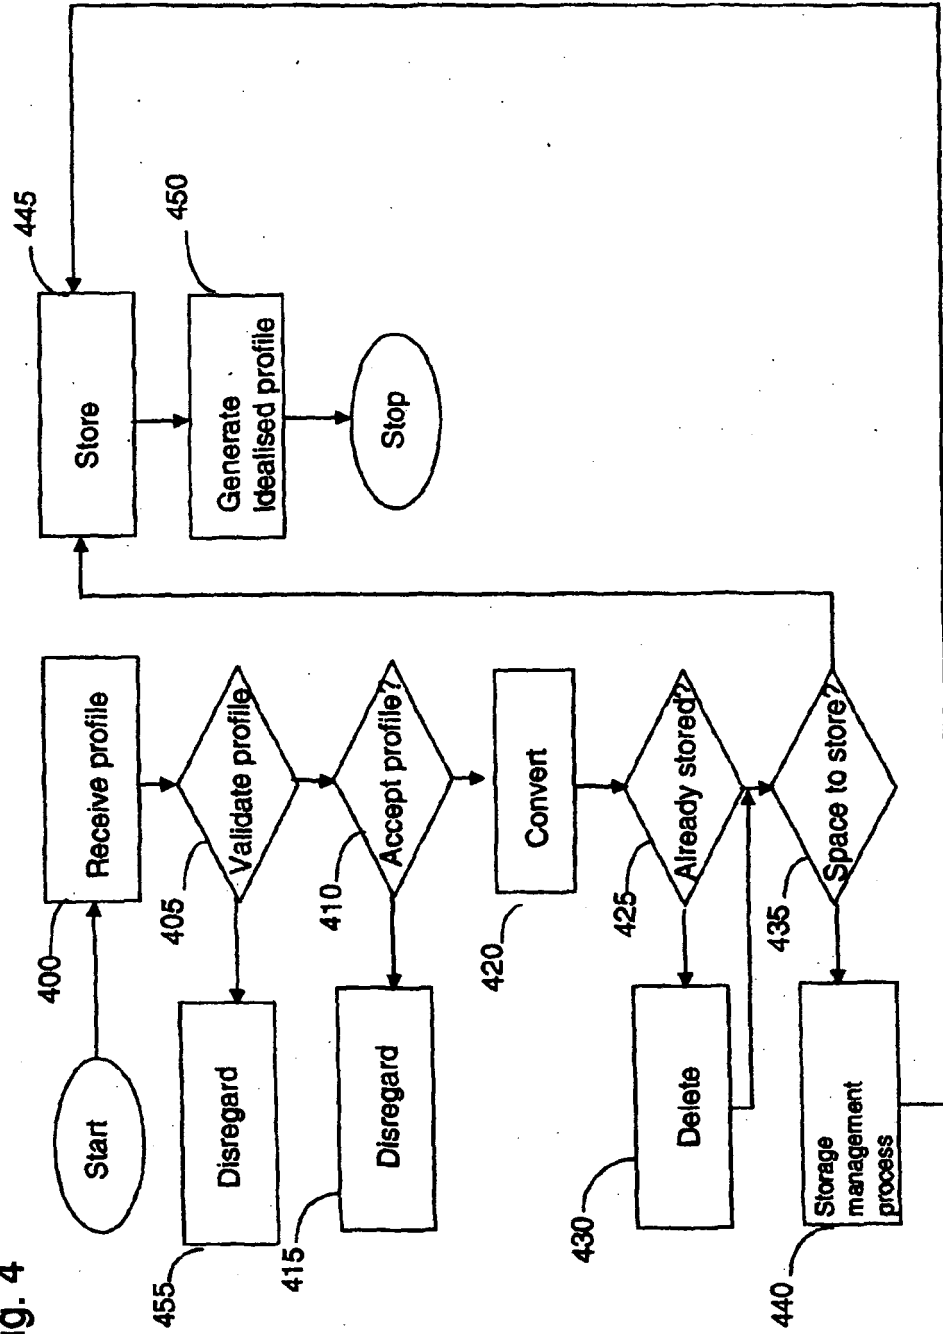 Fig. 4
Start
400
Receive profile
405
Validate profile
455
Disregard
410
Accept profile?
415
Disregard
420
Convert
425
Already stored?
430
Delete
435
Space to store?
440
Storage
management
process
445
Store
450
Generate
idealised profile
Stop